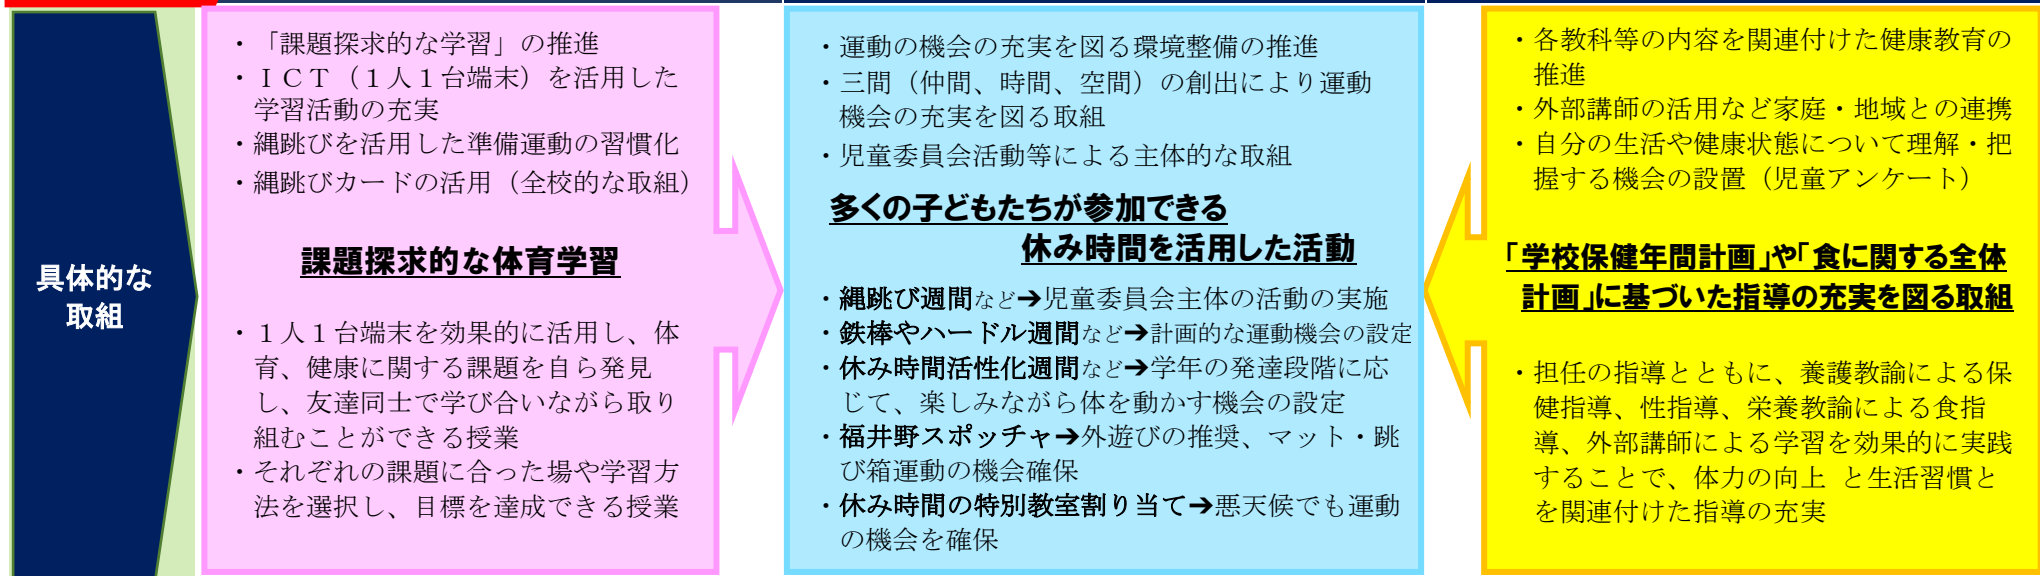 具体的な
取組
・「課題探求的な学習」の推進
・ＩＣＴ（１人１台端末）を活用した
学習活動の充実
・縄跳びを活用した準備運動の習慣化
・縄跳びカードの活用（全校的な取組）
課題探求的な体育学習
・１人１台端末を効果的に活用し、体
育、健康に関する課題を自ら発見
し、友達同士で学び合いながら取り
組むことができる授業
・それぞれの課題に合った場や学習方
法を選択し、目標を達成できる授業
・運動の機会の充実を図る環境整備の推進
・三間（仲間、時間、空間）の創出により運動
機会の充実を図る取組
・児童委員会活動等による主体的な取組
多くの子どもたちが参加できる
休み時間を活用した活動
・縄跳び週間など➔児童委員会主体の活動の実施
・鉄棒やハードル週間など➔計画的な運動機会の設定
・休み時間活性化週間など➔学年の発達段階に応
じて、楽しみながら体を動かす機会の設定
・福井野スポッチャ➔外遊びの推奨、マット・跳
び箱運動の機会確保
・休み時間の特別教室割り当て➔悪天候でも運動
の機会を確保
・各教科等の内容を関連付けた健康教育の
推進
・外部講師の活用など家庭・地域との連携
・自分の生活や健康状態について理解・把
握する機会の設置（児童アンケート）
「学校保健年間計画」や「食に関する全体
計画」に基づいた指導の充実を図る取組
・担任の指導とともに、養護教諭による保
健指導、性指導、栄養教諭による食指
導、外部講師による学習を効果的に実践
することで、体力の向上 と生活習慣と
を関連付けた指導の充実